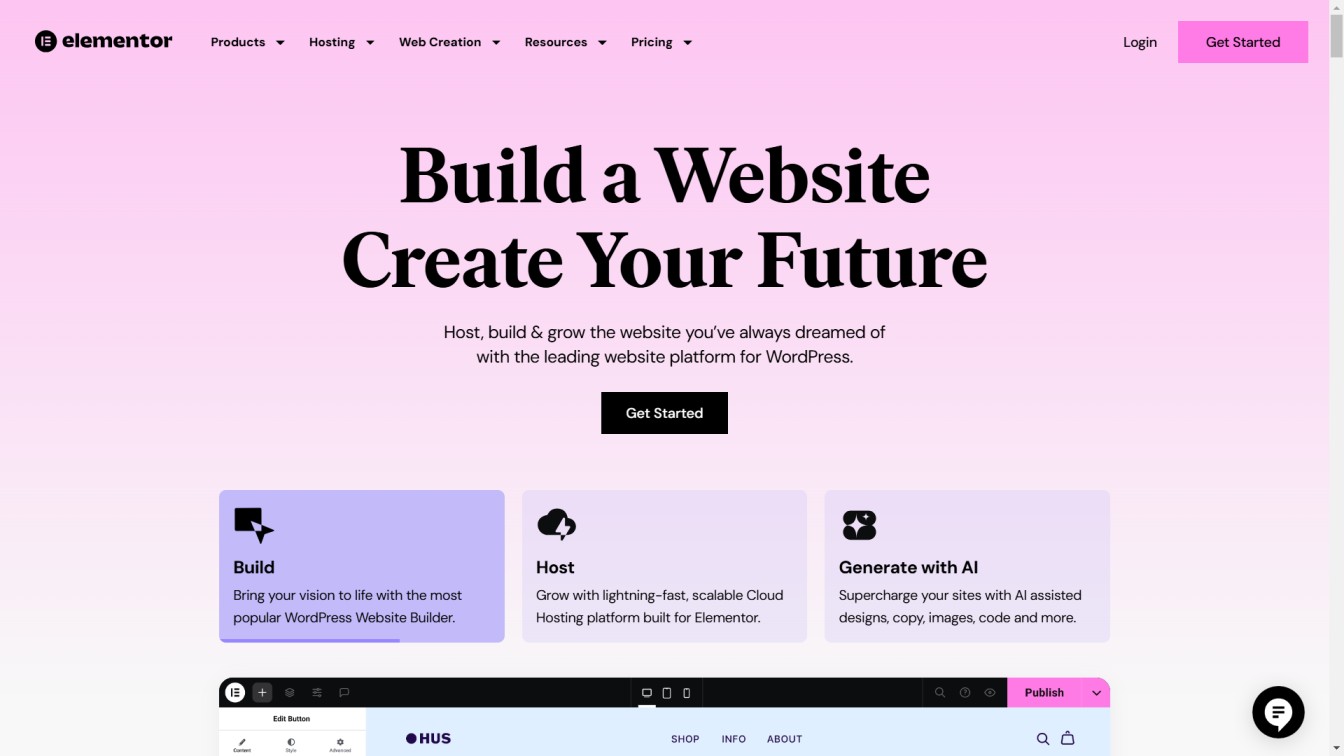 elementor
Products
Hosting
Web Creation
Resources
Pricing
Login
Get Started
Build a Website
Create Your Future
Host, build & grow the website you’ve always dreamed of
with the leading website platform for WordPress.
Get Started
Build
Bring your vision to life with the most
popular WordPress Website Builder.
Host
Grow with lightning-fast, scalable Cloud
Hosting platform built for Elementor.
Generate with AI
Supercharge your sites with AI assisted
designs, copy, images, code and more.
Publish
Edit Button
Content
Style
Advanced
HUS
SHOP
INFO
ABOUT